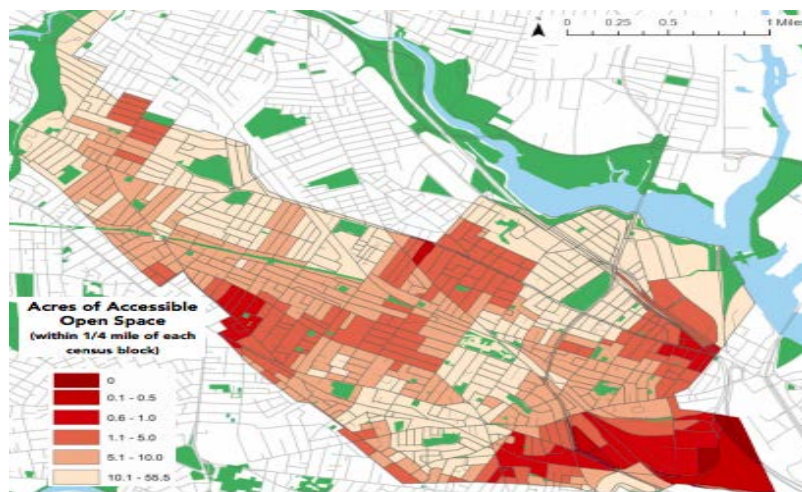 0 0.25 0.5 1 Miles
Acres of Accessible
Open Space
(within 1/4 mile of each
census block)
0
0.1 - 0.5
0.6 - 1.0
1.1 - 5.0
5.1 - 10.0
10.1 - 55.5